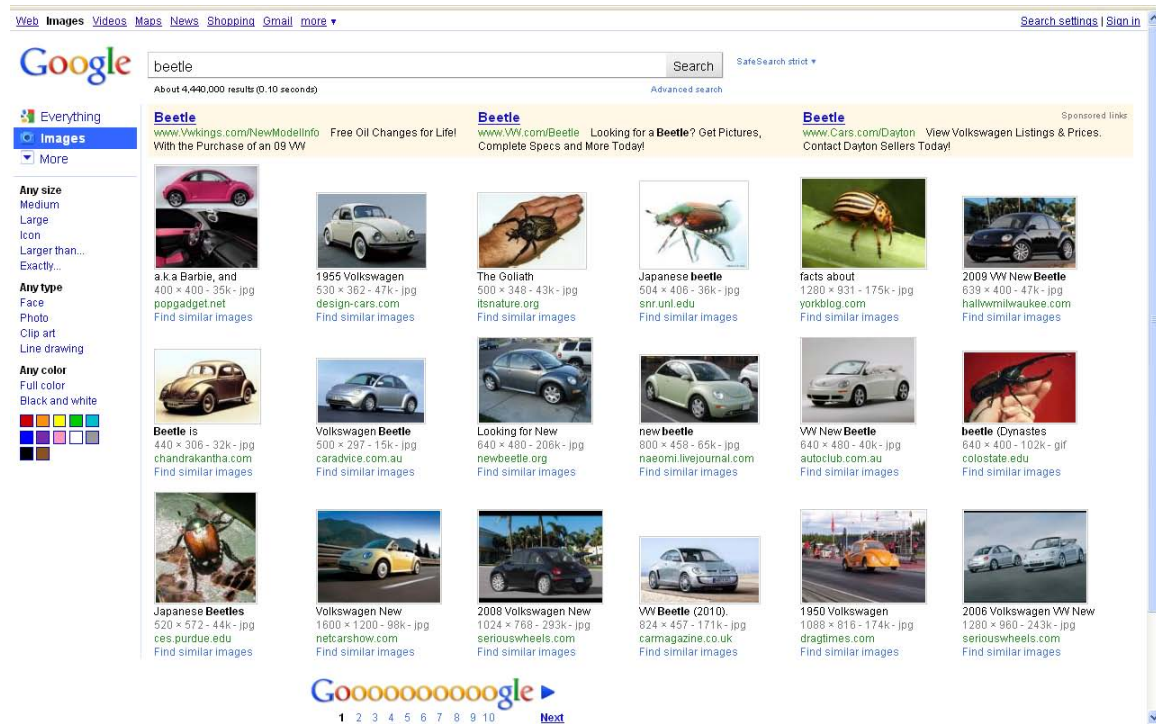 Web Images Videos Maps News Shopping Gmail more ▼
Search settings | Sign in
Google
beetle
Search
SafeSearch strict ▼
About 4,440,000 results (0.10 seconds)
Advanced search
Everything
Images
More
Any size
Medium
Large
Icon
Larger than...
Exactly...
Any type
Face
Photo
Clip art
Line drawing
Any color
Full color
Black and white
Sponsored links
Beetle
www.Vwkings.com/NewModelInfo Free Oil Changes for Life!
With the Purchase of an 09 VW
Beetle
www.VW.com/Beetle Looking for a Beetle? Get Pictures,
Complete Specs and More Today!
Beetle
www.Cars.com/Dayton View Volkswagen Listings & Prices.
Contact Dayton Sellers Today!
a.k.a Barbie, and
400 × 400 - 35k - jpg
popgadget.net
Find similar images
1955 Volkswagen
530 × 362 - 47k - jpg
design-cars.com
Find similar images
The Goliath
500 × 348 - 43k - jpg
itsnature.org
Find similar images
Japanese beetle
504 × 406 - 36k - jpg
snr.unl.edu
Find similar images
facts about
1280 × 931 - 175k - jpg
yorkblog.com
Find similar images
2009 VW New Beetle
639 × 400 - 47k - jpg
hallvwmilwaukee.com
Find similar images
Beetle is
440 × 306 - 32k - jpg
chandrakantha.com
Find similar images
Volkswagen Beetle
500 × 297 - 15k - jpg
caradvice.com.au
Find similar images
Looking for New
640 × 480 - 206k - jpg
newbeetle.org
Find similar images
new beetle
800 × 458 - 65k - jpg
naeomi.livejournal.com
Find similar images
VW New Beetle
640 × 480 - 40k - jpg
autoclub.com.au
Find similar images
beetle (Dynastes
640 × 400 - 102k - gif
colostate.edu
Find similar images
Japanese Beetles
520 × 572 - 44k - jpg
ces.purdue.edu
Find similar images
Volkswagen New
1600 × 1200 - 98k - jpg
netcarshow.com
Find similar images
2008 Volkswagen New
1024 × 768 - 293k - jpg
seriouswheels.com
Find similar images
VW Beetle (2010).
824 × 457 - 171k - jpg
carmagazine.co.uk
Find similar images
1950 Volkswagen
1088 × 816 - 174k - jpg
dragtimes.com
Find similar images
2006 Volkswagen VW New
1280 × 960 - 243k - jpg
seriouswheels.com
Find similar images
Goooooooooogle
1 2 3 4 5 6 7 8 9 10 Next